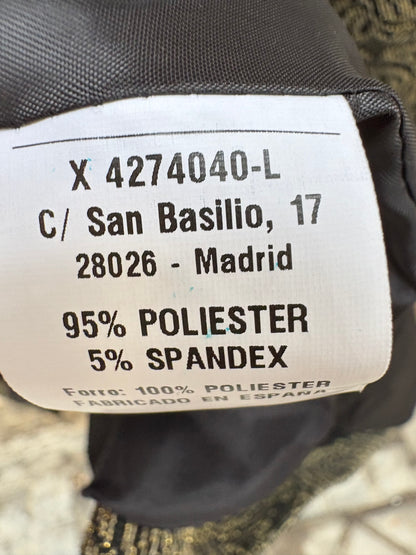 X 4274040-L
C/ San Basilio, 17
28026 - Madrid
95% POLIESTER
5% SPANDEX
Forro: 100% POLIESTER
FABRICADO EN ESPAÑA